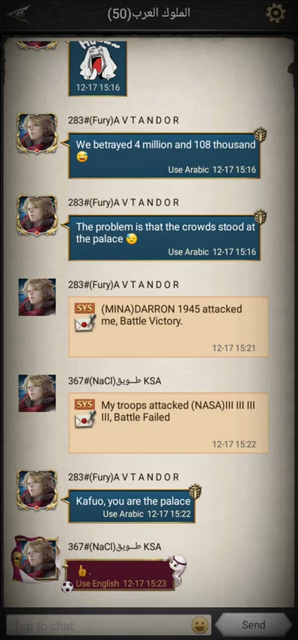 الملوك العرب(50)
12-17 15:16
283#(Fury)A V T A N D O R
We betrayed 4 million and 108 thousand
Use Arabic 12-17 15:16
283#(Fury)A V T A N D O R
The problem is that the crowds stood at
the palace
Use Arabic 12-17 15:16
283#(Fury)A V T A N D O R
SYS
(MINA)DARRON 1945 attacked
me, Battle Victory.
12-17 15:21
367#(NaCl)طــويق KSA
SYS
My troops attacked (NASA)III III III
III, Battle Failed
12-17 15:22
283#(Fury)A V T A N D O R
Kafuo, you are the palace
Use Arabic 12-17 15:22
367#(NaCl)طــويق KSA
👍.
Use English 12-17 15:23
Tap to chat
Send